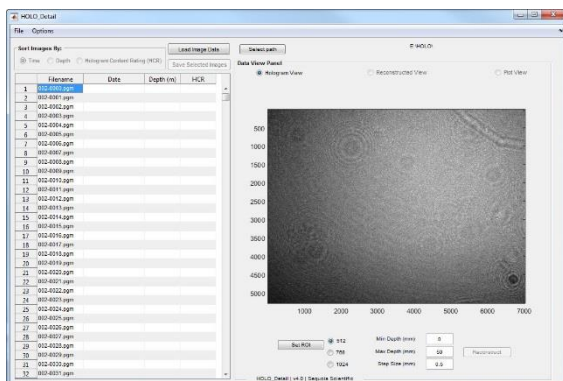 HOLO_Detail
File Options
Sort Images By:
Time Depth Hologram Content Rating (HCR)
Load Image Data
Save Selected Images
Select path
E:\HOLO\
Data View Panel
Hologram View Reconstructed View Plot View
Filename Date Depth (m) HCR
1 002-0000.pgm
2 002-0001.pgm
3 002-0002.pgm
4 002-0003.pgm
5 002-0004.pgm
6 002-0005.pgm
7 002-0006.pgm
8 002-0007.pgm
9 002-0008.pgm
10 002-0009.pgm
11 002-0010.pgm
12 002-0011.pgm
13 002-0012.pgm
14 002-0013.pgm
15 002-0014.pgm
16 002-0015.pgm
17 002-0016.pgm
18 002-0017.pgm
19 002-0018.pgm
20 002-0019.pgm
21 002-0020.pgm
22 002-0021.pgm
23 002-0022.pgm
24 002-0023.pgm
25 002-0024.pgm
26 002-0025.pgm
27 002-0026.pgm
28 002-0027.pgm
29 002-0028.pgm
30 002-0029.pgm
31 002-0030.pgm
32 002-0031.pgm
500
1000
1500
2000
2500
3000
3500
4000
4500
5000
1000 2000 3000 4000 5000 6000 7000
Set ROI
512
768
1024
Min Depth (mm) 0
Max Depth (mm) 50
Step Size (mm) 0.5
Reconstruct
HOLO_Detail | v4.0 | Sequoia Scientific